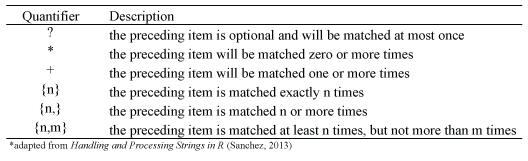 Quantifier Description
? the preceding item is optional and will be matched at most once
* the preceding item will be matched zero or more times
+ the preceding item will be matched one or more times
{n} the preceding item is matched exactly n times
{n,} the preceding item is matched n or more times
{n,m} the preceding item is matched at least n times, but not more than m times
*adapted from Handling and Processing Strings in R (Sanchez, 2013)